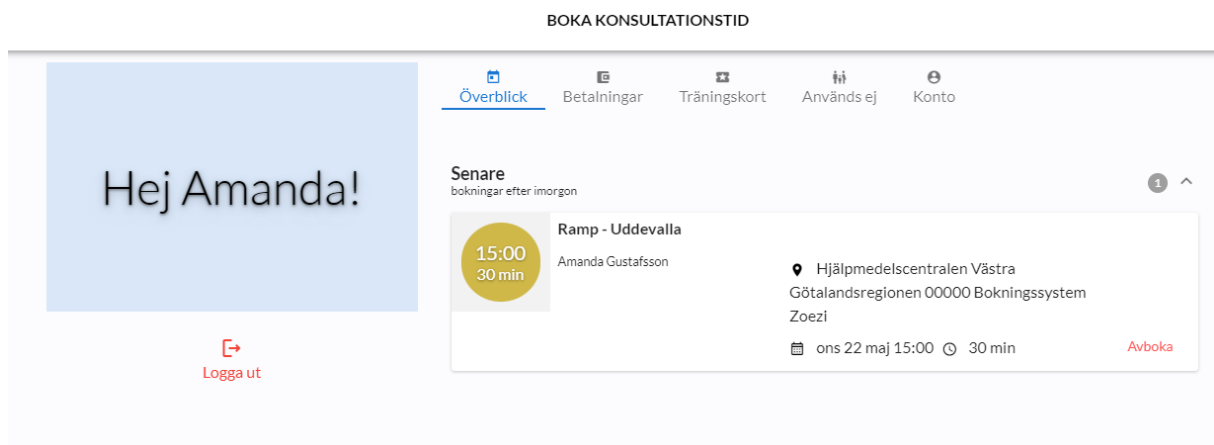 BOKA KONSULTATIONSTID
Överblick
Betalningar
Träningskort
Används ej
Konto
Hej Amanda!
Logga ut
Senare
bokningar efter imorgon
1
15:00
30 min
Ramp - Uddevalla
Amanda Gustafsson
Hjälpmedelscentralen Västra
Götalandsregionen 00000 Bokningssystem
Zoezi
ons 22 maj 15:00 30 min
Avboka